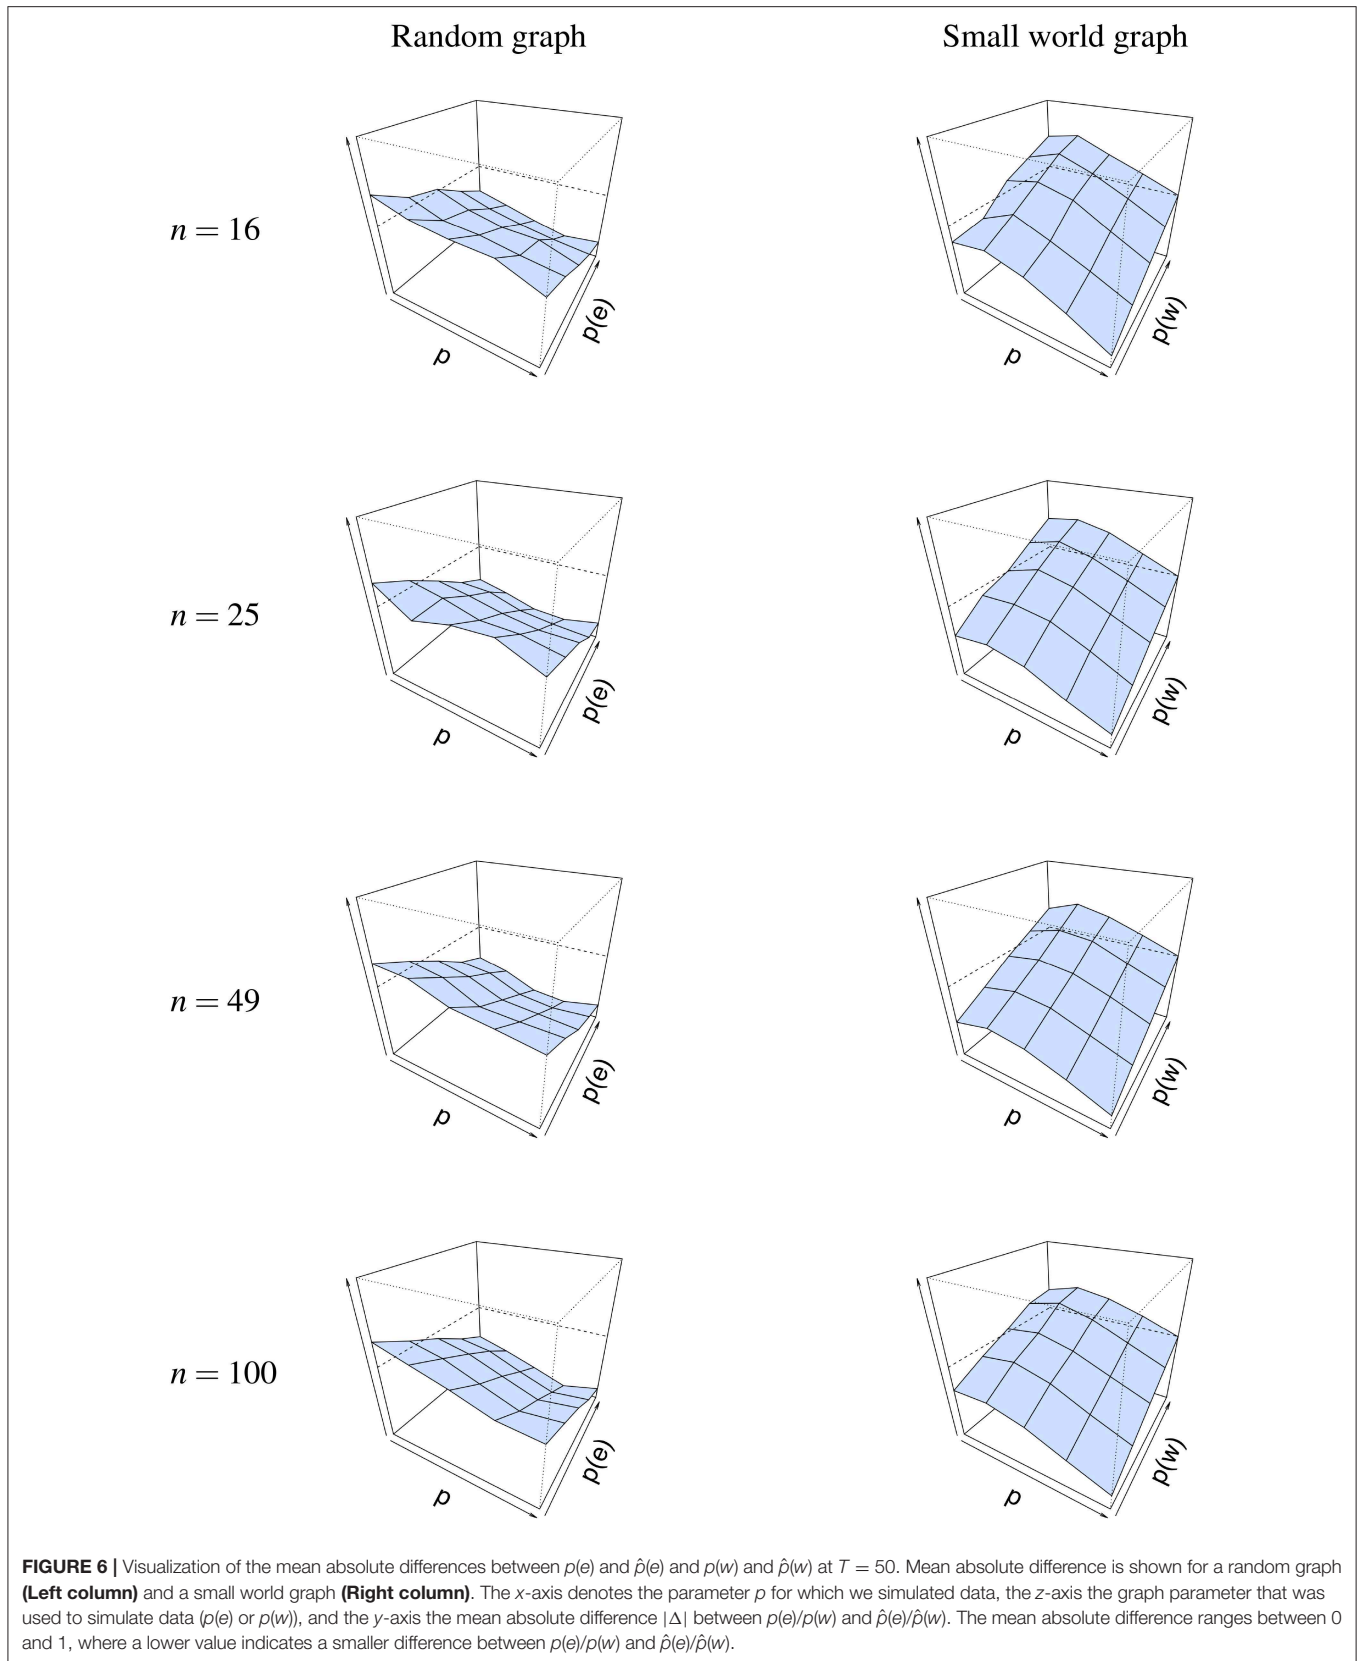 Random graph
Small world graph
n = 16
p
p(e)
p
p(w)
n = 25
p
p(e)
p
p(w)
n = 49
p
p(e)
p
p(w)
n = 100
p
p(e)
p
p(w)
FIGURE 6 | Visualization of the mean absolute differences between p(e) and p̂(e) and p(w) and p̂(w) at T = 50. Mean absolute difference is shown for a random graph
(Left column) and a small world graph (Right column). The x-axis denotes the parameter p for which we simulated data, the z-axis the graph parameter that was
used to simulate data (p(e) or p(w)), and the y-axis the mean absolute difference |Δ| between p(e)/p(w) and p̂(e)/p̂(w). The mean absolute difference ranges between 0
and 1, where a lower value indicates a smaller difference between p(e)/p(w) and p̂(e)/p̂(w).